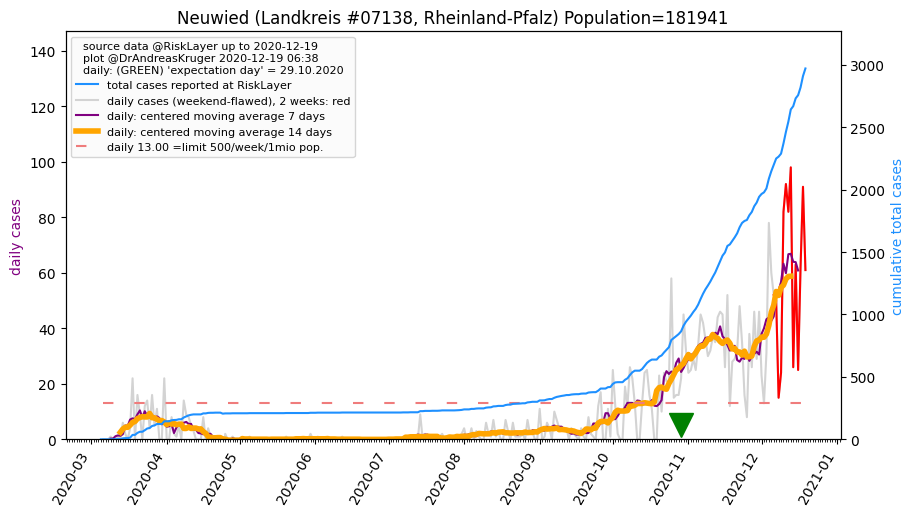 Neuwied (Landkreis #07138, Rheinland-Pfalz) Population=181941
source data @RiskLayer up to 2020-12-19
plot @DrAndreasKruger 2020-12-19 06:38
daily: (GREEN) 'expectation day' = 29.10.2020
total cases reported at RiskLayer
daily cases (weekend-flawed), 2 weeks: red
daily: centered moving average 7 days
daily: centered moving average 14 days
daily 13.00 =limit 500/week/1mio pop.
daily cases
140
120
100
80
60
40
20
0
cumulative total cases
3000
2500
2000
1500
1000
500
0
2020-03
2020-04
2020-05
2020-06
2020-07
2020-08
2020-09
2020-10
2020-11
2020-12
2021-01